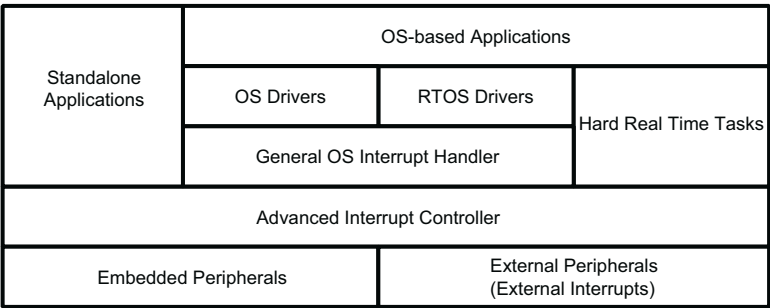 OS-based Applications
Standalone
Applications
OS Drivers
RTOS Drivers
Hard Real Time Tasks
General OS Interrupt Handler
Advanced Interrupt Controller
Embedded Peripherals
External Peripherals
(External Interrupts)